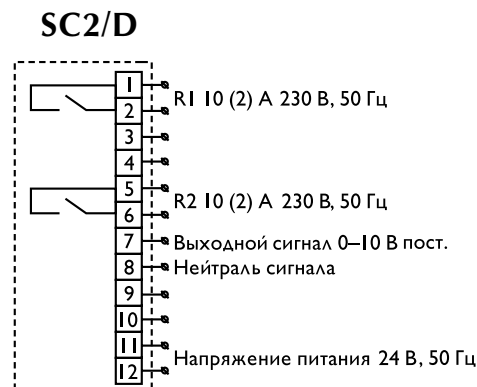 SC2/D
1
R1 10 (2) А 230 В, 50 Гц
2
3
4
5
R2 10 (2) А 230 В, 50 Гц
6
7 Выходной сигнал 0–10 В пост.
8 Нейтраль сигнала
9
10
11
Напряжение питания 24 В, 50 Гц
12